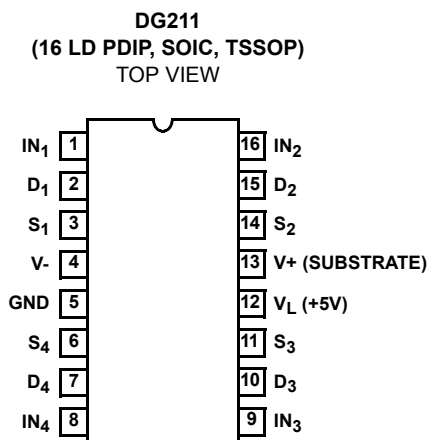 DG211
(16 LD PDIP, SOIC, TSSOP)
TOP VIEW
IN1 1 16 IN2
D1 2 15 D2
S1 3 14 S2
V- 4 13 V+ (SUBSTRATE)
GND 5 12 VL (+5V)
S4 6 11 S3
D4 7 10 D3
IN4 8 9 IN3